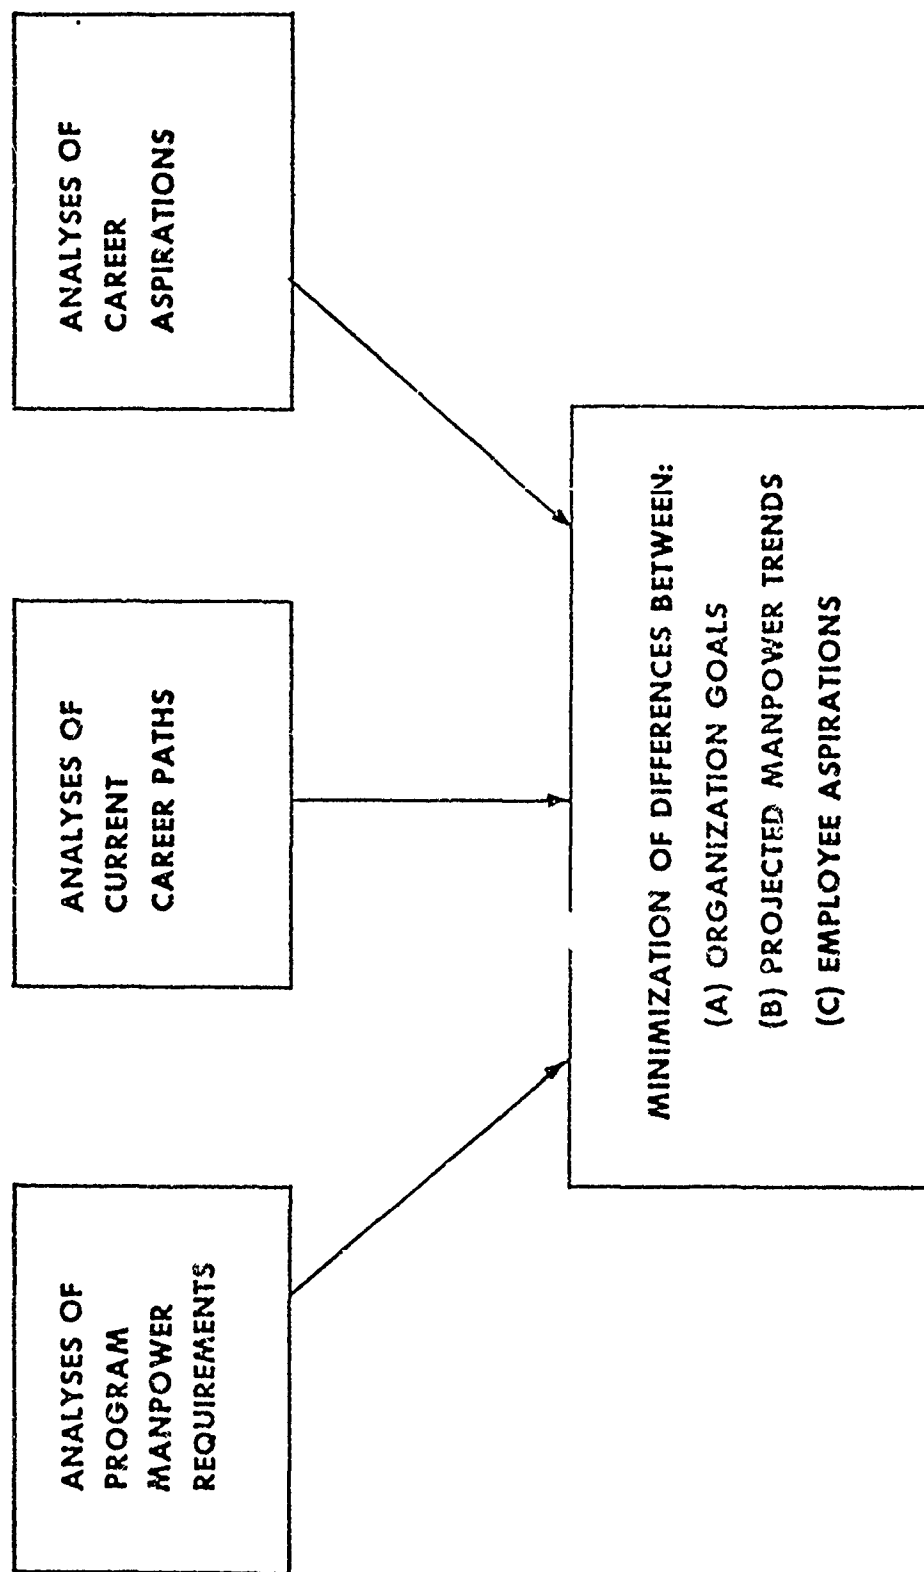 ANALYSES OF
PROGRAM
MANPOWER
REQUIREMENTS
ANALYSES OF
CURRENT
CAREER PATHS
ANALYSES OF
CAREER
ASPIRATIONS
MINIMIZATION OF DIFFERENCES BETWEEN:
(A) ORGANIZATION GOALS
(B) PROJECTED MANPOWER TRENDS
(C) EMPLOYEE ASPIRATIONS